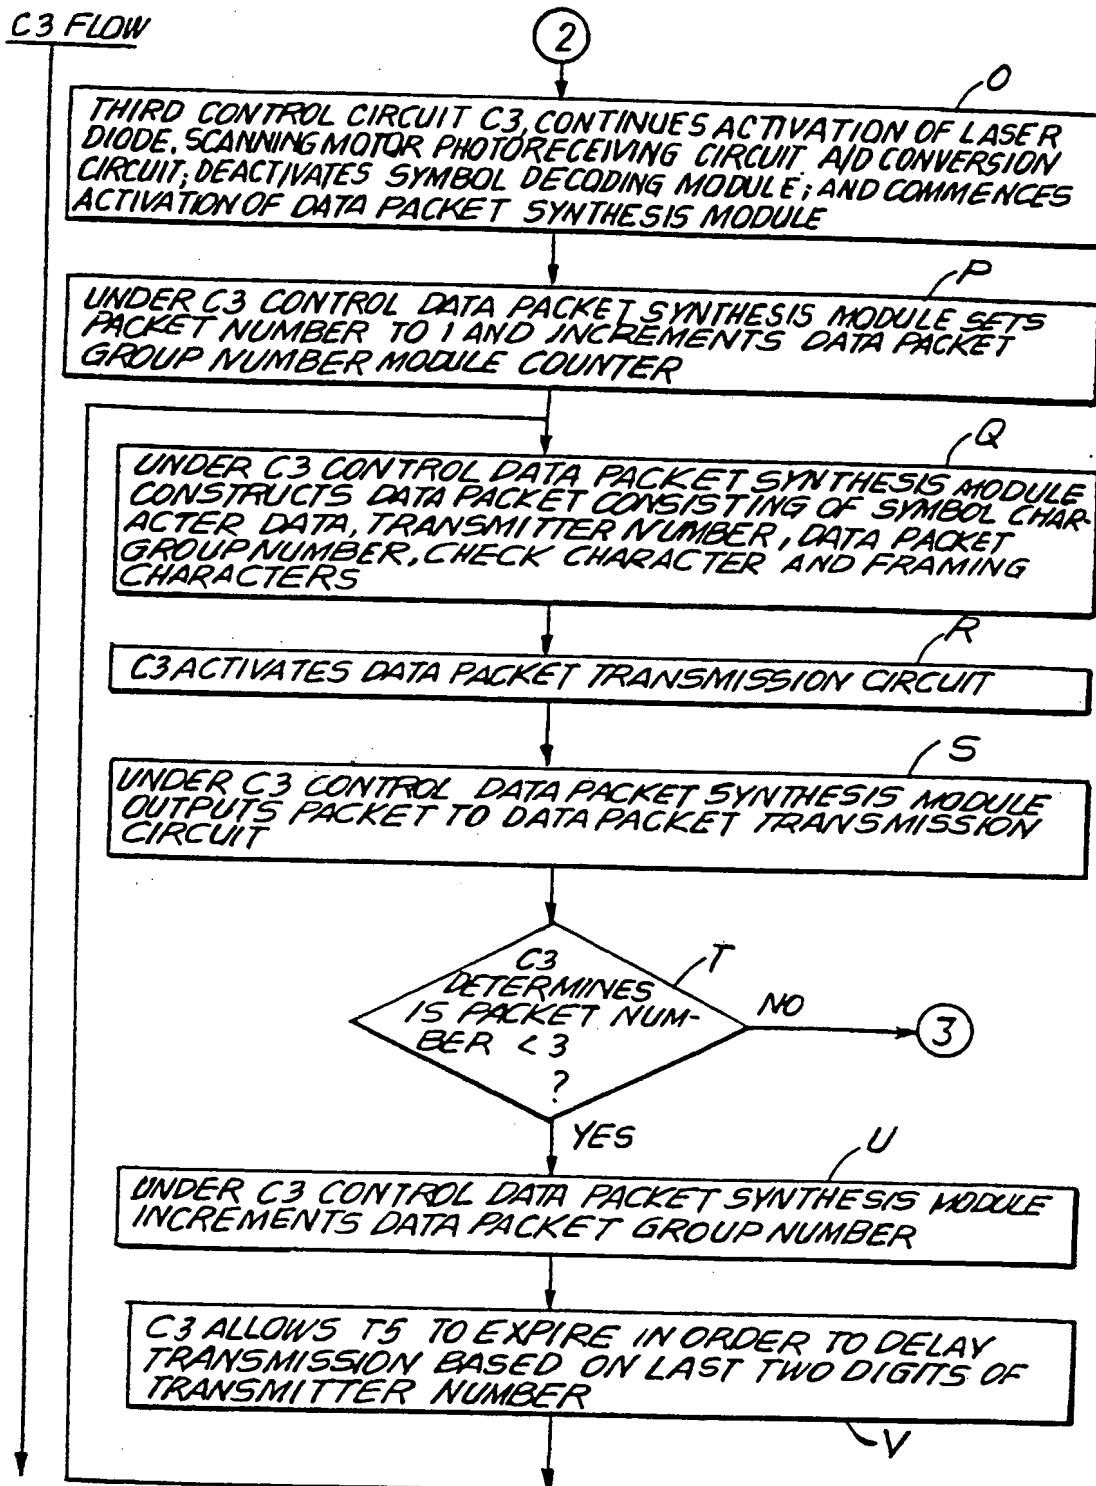 C3 FLOW
2
O
THIRD CONTROL CIRCUIT C3, CONTINUES ACTIVATION OF LASER
DIODE, SCANNING MOTOR PHOTORECEIVING CIRCUIT A/D CONVERSION
CIRCUIT; DEACTIVATES SYMBOL DECODING MODULE; AND COMMENCES
ACTIVATION OF DATA PACKET SYNTHESIS MODULE
P
UNDER C3 CONTROL DATA PACKET SYNTHESIS MODULE SETS
PACKET NUMBER TO 1 AND INCREMENTS DATA PACKET
GROUP NUMBER MODULE COUNTER
Q
UNDER C3 CONTROL DATA PACKET SYNTHESIS MODULE
CONSTRUCTS DATA PACKET CONSISTING OF SYMBOL CHAR-
ACTER DATA, TRANSMITTER NUMBER, DATA PACKET
GROUP NUMBER, CHECK CHARACTER AND FRAMING
CHARACTERS
R
C3 ACTIVATES DATA PACKET TRANSMISSION CIRCUIT
S
UNDER C3 CONTROL DATA PACKET SYNTHESIS MODULE
OUTPUTS PACKET TO DATA PACKET TRANSMISSION
CIRCUIT
T
C3
DETERMINES
IS PACKET NUM-
BER < 3
?
NO
3
YES
U
UNDER C3 CONTROL DATA PACKET SYNTHESIS MODULE
INCREMENTS DATA PACKET GROUP NUMBER
C3 ALLOWS T5 TO EXPIRE IN ORDER TO DELAY
TRANSMISSION BASED ON LAST TWO DIGITS OF
TRANSMITTER NUMBER
V